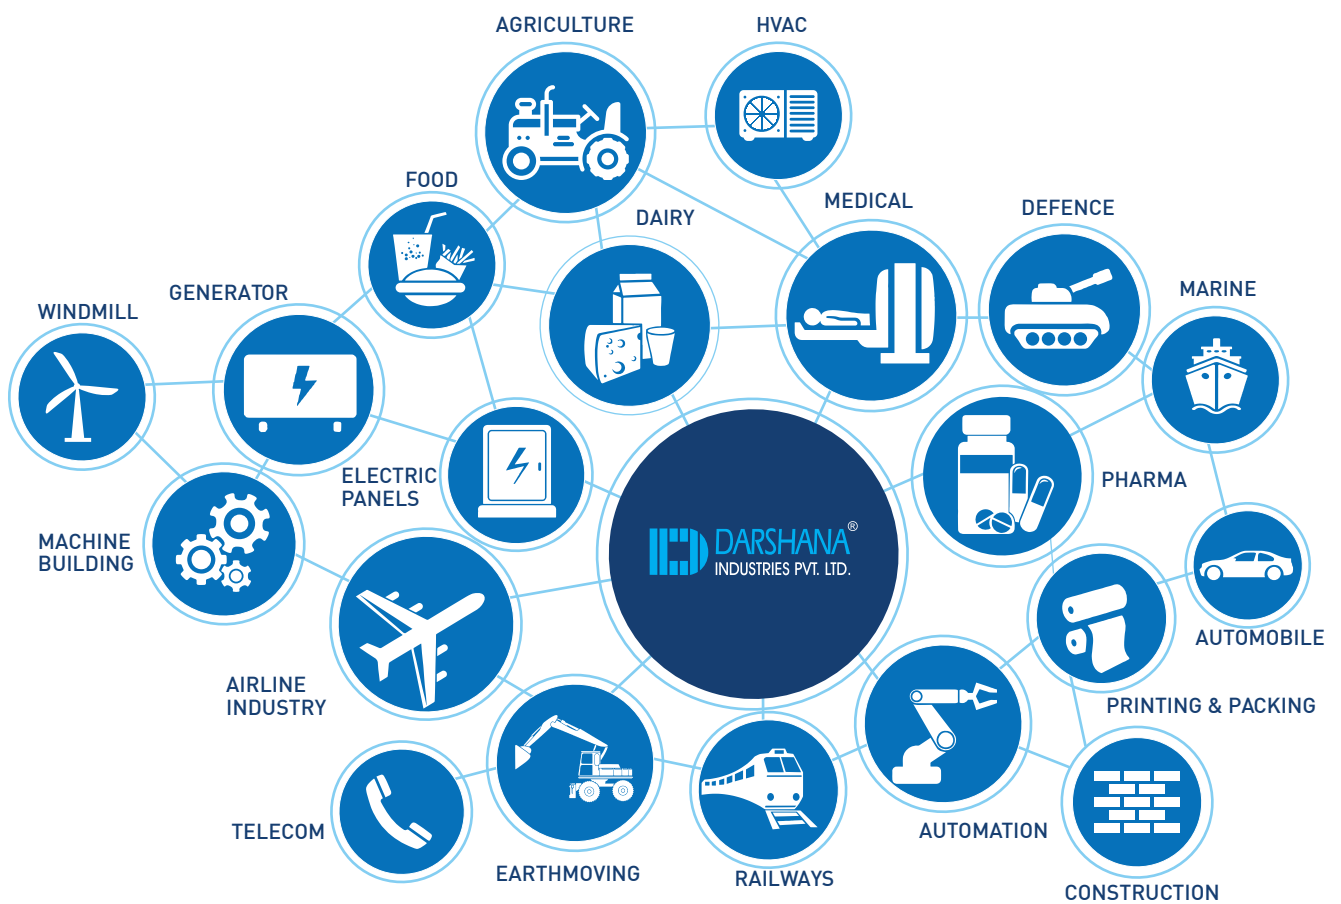 AGRICULTURE
HVAC
FOOD
DAIRY
MEDICAL
DEFENCE
GENERATOR
WINDMILL
MARINE
ELECTRIC
PANELS
PHARMA
DARSHANA®
INDUSTRIES PVT. LTD.
MACHINE
BUILDING
AUTOMOBILE
AIRLINE
INDUSTRY
PRINTING & PACKING
TELECOM
AUTOMATION
EARTHMOVING
RAILWAYS
CONSTRUCTION